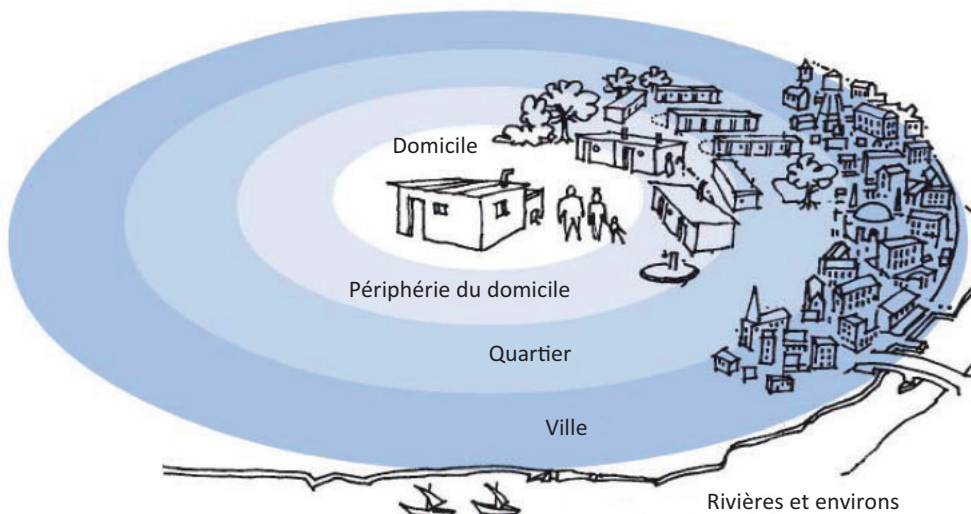 Domicile
Périphérie du domicile
Quartier
Ville
Rivières et environs